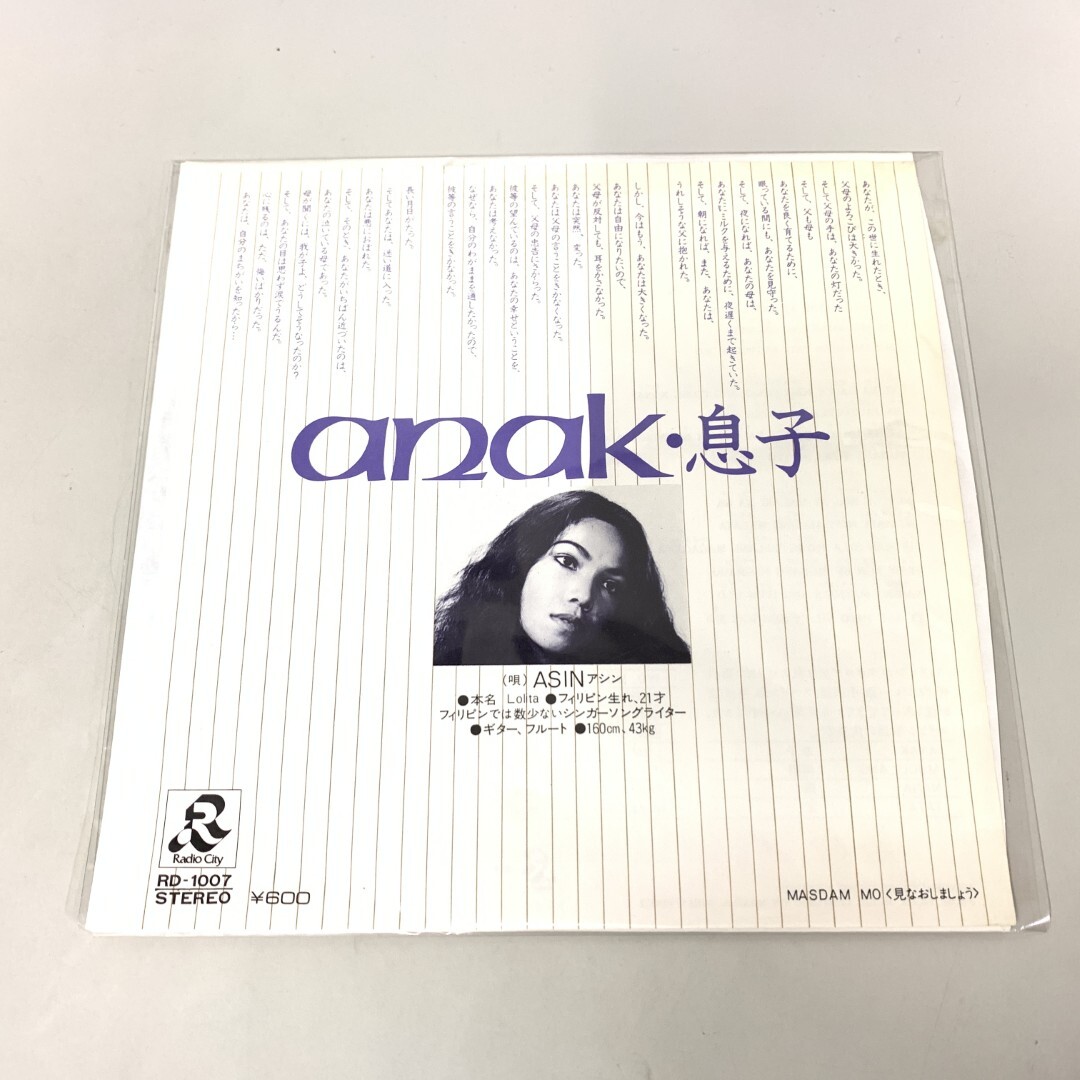 あなたが、この世に生れたとき、
父母のよろこびは大きかった。
そして父母の手は、あなたの灯だった
そして、父も母も
あなたを良く育てるために、
眠っている間にも、あなたを見守った。
そして、夜になれば、あなたの母は、
あなたにミルクを与えるために、夜遅くまで起きていた。
そして、朝になれば、また、あなたは、
うれしそうな父に抱かれた。
しかし、今はもう、あなたは大きくなった。
あなたは自由になりたいので、
父母が反対しても、耳をかさなかった。
あなたは突然、変った。
あなたは父母の言うことをきかなくなった。
そして、父母の忠告にさからった。
彼等の望んでいるのは、あなたの幸せということを、
あなたは考えなかった。
なぜなら、自分のわがままを通したかったので、
彼等の言うことをきかなかった。
長い月日がたった。
そしてあなたは、迷い道に入った。
あなたは悪におぼれた。
そして、そのとき、あなたがいちばん近づいたのは、
あなたの泣いている母であった。
母が聞くには、我が子よ、どうしてそうなったのか?
そして、あなたの目は思わず涙でうるんだ。
心に残るのは、ただ、悔いばかりだった。
あなたは、自分のまちがいを知ったから…
anak・息子
(唄) ASIN アシン
●本名 Lolita ●フィリピン生れ、21才
フィリピンでは数少ないシンガーソングライター
●ギター、フルート ●160cm、43kg
R
Radio City
RD-1007
STEREO ¥600
MASDAM MO〈見なおしましょう〉